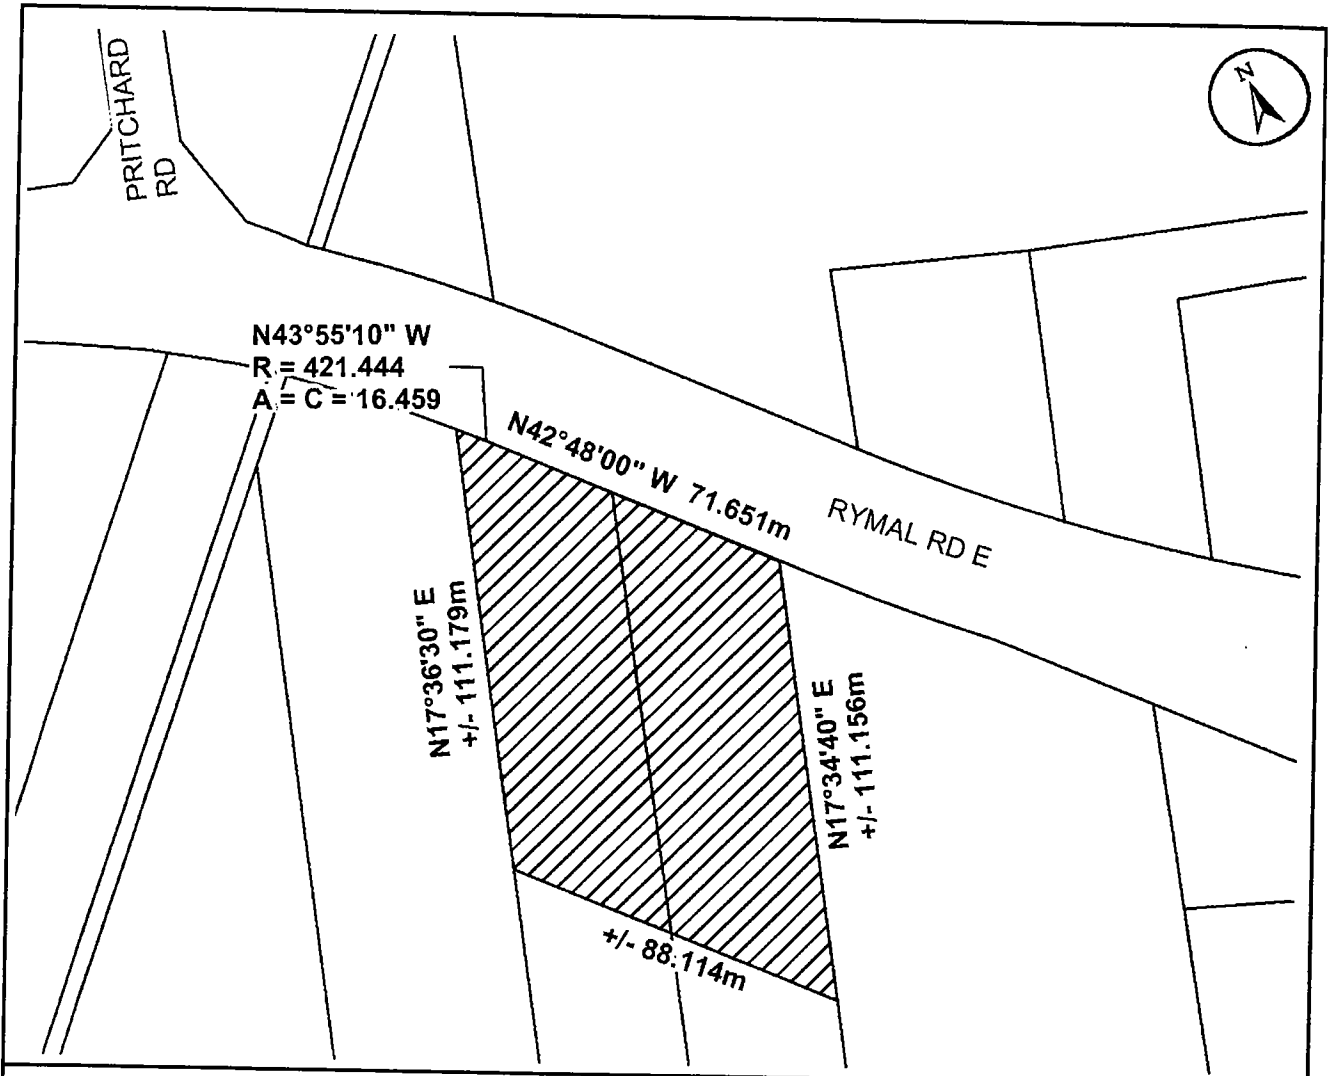 PRITCHARD
RD
N
N43°55'10" W
R = 421.444
A = C = 16.459
N42°48'00" W 71.651m
RYMAL RD E
N17°36'30" E
+/- 111.179m
N17°34'40" E
+/- 111.156m
+/- 88.114m